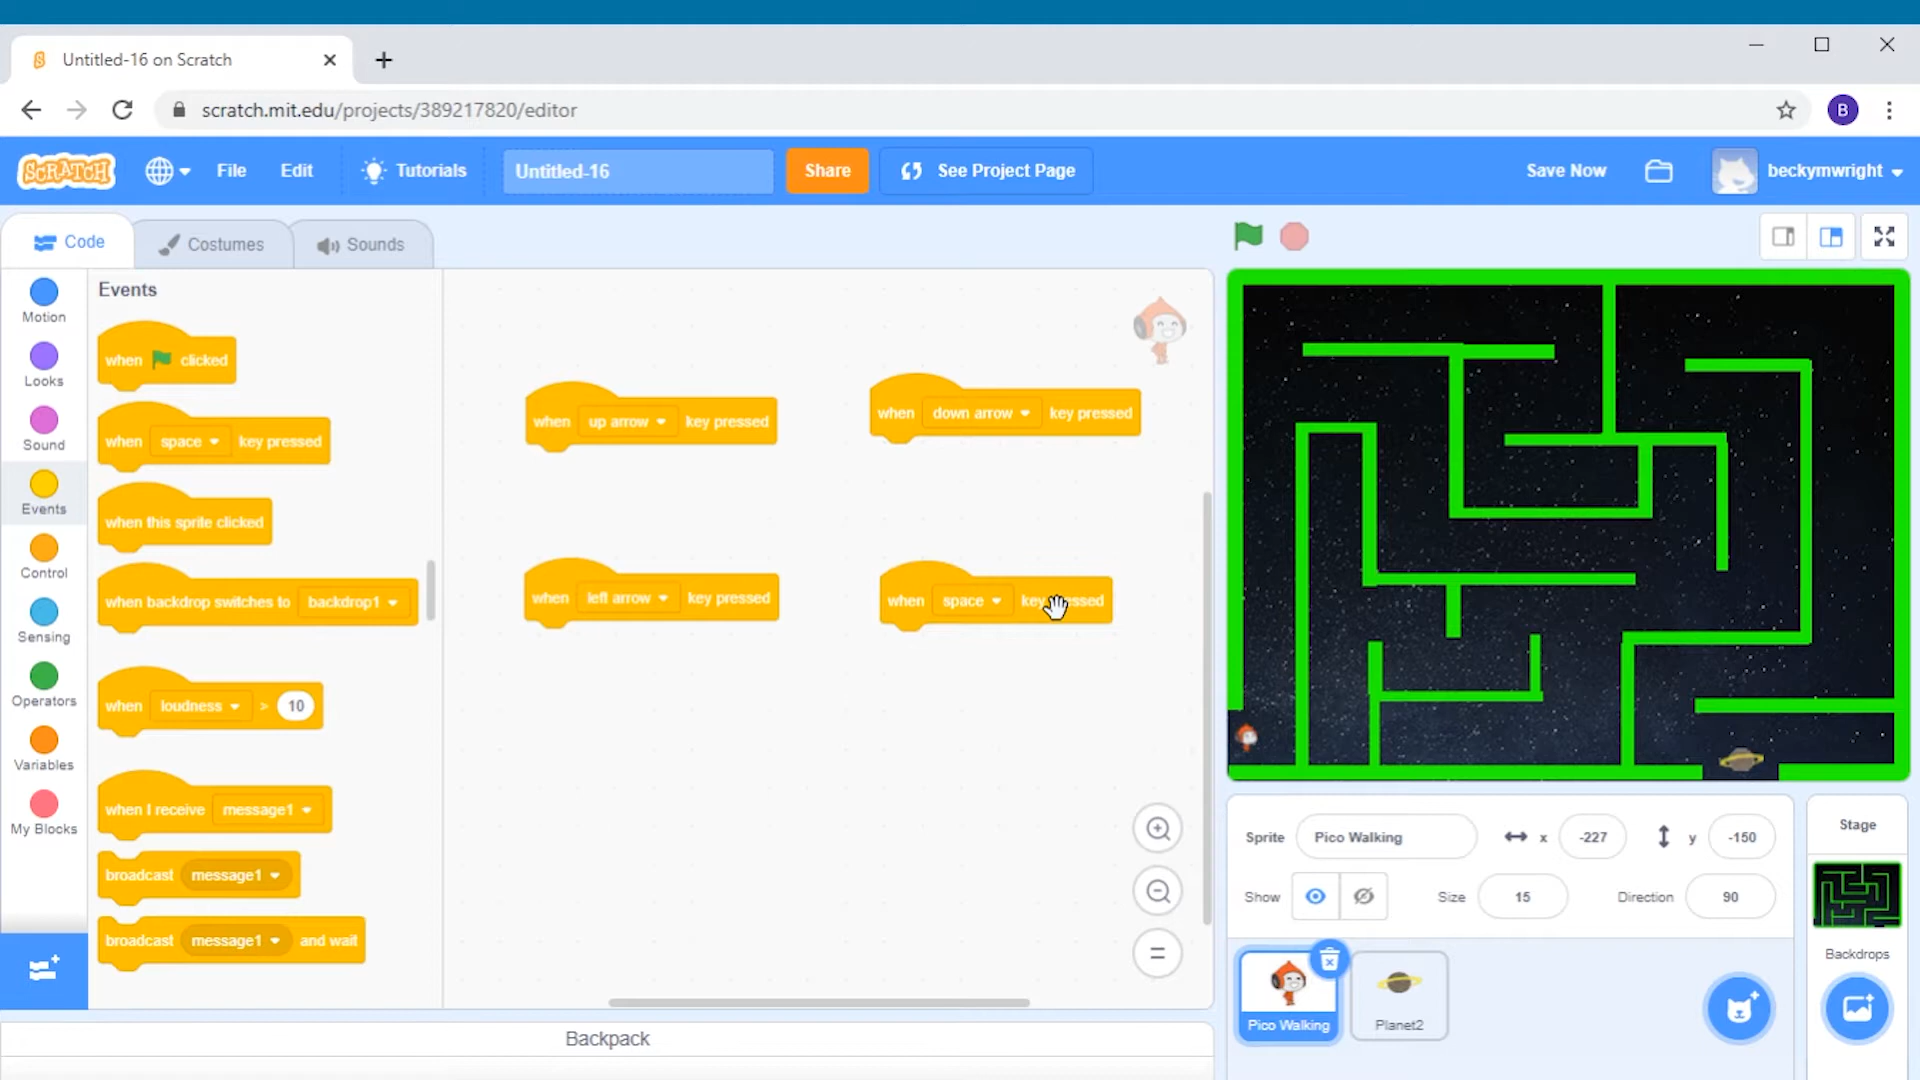 Untitled-16 on Scratch
scratch.mit.edu/projects/389217820/editor
B
SCRATCH
File
Edit
Tutorials
Untitled-16
Share
See Project Page
Save Now
beckymwright
Code
Costumes
Sounds
Motion
Looks
Sound
Events
Control
Sensing
Operators
Variables
My Blocks
Events
when clicked
when space key pressed
when this sprite clicked
when backdrop switches to backdrop1
when loudness > 10
when I receive message1
broadcast message1
broadcast message1 and wait
when up arrow key pressed
when down arrow key pressed
when left arrow key pressed
when space key pressed
Backpack
Sprite Pico Walking x -227 y -150
Show Size 15 Direction 90
Pico Walking
Planet2
Stage
Backdrops